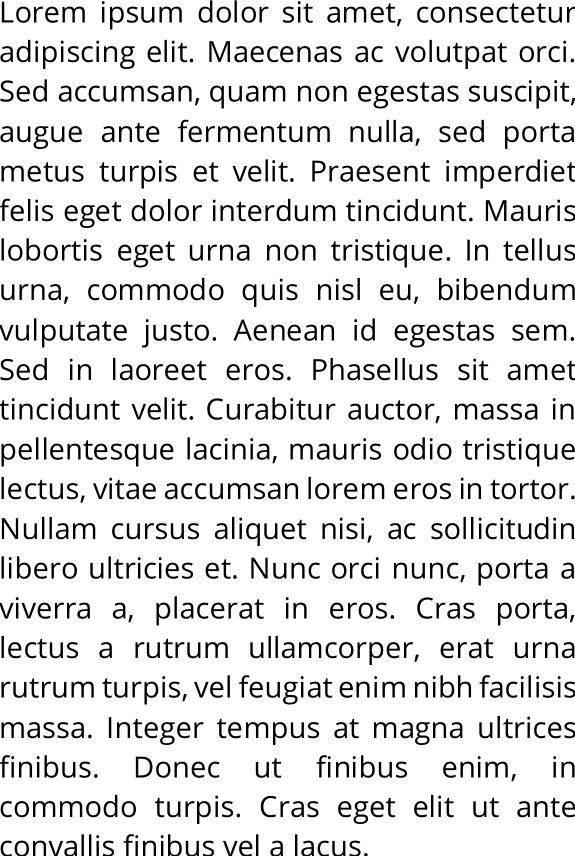 Lorem ipsum dolor sit amet, consectetur
adipiscing elit. Maecenas ac volutpat orci.
Sed accumsan, quam non egestas suscipit,
augue ante fermentum nulla, sed porta
metus turpis et velit. Praesent imperdiet
felis eget dolor interdum tincidunt. Mauris
lobortis eget urna non tristique. In tellus
urna, commodo quis nisl eu, bibendum
vulputate justo. Aenean id egestas sem.
Sed in laoreet eros. Phasellus sit amet
tincidunt velit. Curabitur auctor, massa in
pellentesque lacinia, mauris odio tristique
lectus, vitae accumsan lorem eros in tortor.
Nullam cursus aliquet nisi, ac sollicitudin
libero ultricies et. Nunc orci nunc, porta a
viverra a, placerat in eros. Cras porta,
lectus a rutrum ullamcorper, erat urna
rutrum turpis, vel feugiat enim nibh facilisis
massa. Integer tempus at magna ultrices
finibus. Donec ut finibus enim, in
commodo turpis. Cras eget elit ut ante
convallis finibus vel a lacus.